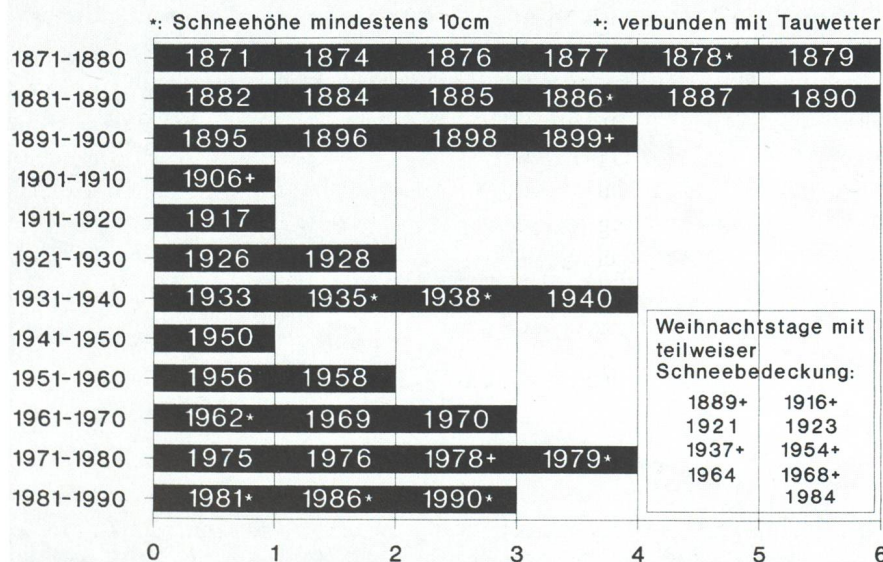 *: Schneehöhe mindestens 10cm +: verbunden mit Tauwetter
1871-1880 1871 1874 1876 1877 1878* 1879
1881-1890 1882 1884 1885 1886* 1887 1890
1891-1900 1895 1896 1898 1899+
1901-1910 1906+
1911-1920 1917
1921-1930 1926 1928
1931-1940 1933 1935* 1938* 1940
1941-1950 1950
1951-1960 1956 1958
1961-1970 1962* 1969 1970
1971-1980 1975 1976 1978+ 1979*
1981-1990 1981* 1986* 1990*
Weihnachtstage mit
teilweiser
Schneebedeckung:
1889+ 1916+
1921 1923
1937+ 1954+
1964 1968+
1984
0 1 2 3 4 5 6